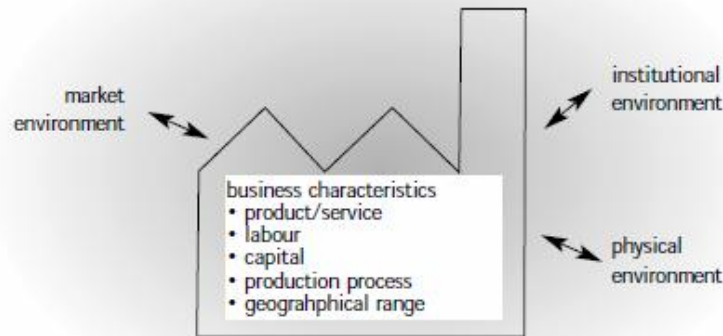 market
environment
institutional
environment
business characteristics
• product/service
• labour
• capital
• production process
• geograhphical range
physical
environment